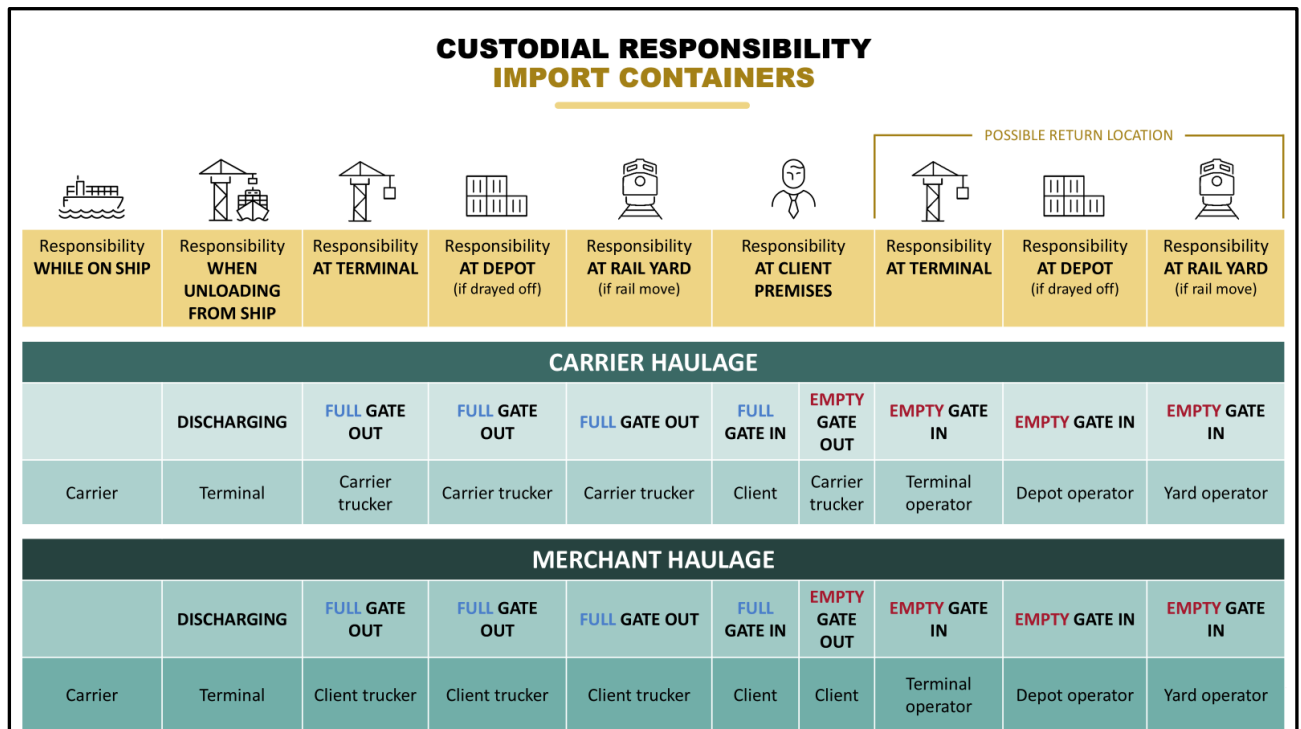 CUSTODIAL RESPONSIBILITY
IMPORT CONTAINERS
POSSIBLE RETURN LOCATION
Responsibility
WHILE ON SHIP
Responsibility
WHEN
UNLOADING
FROM SHIP
Responsibility
AT TERMINAL
Responsibility
AT DEPOT
(if drayed off)
Responsibility
AT RAIL YARD
(if rail move)
Responsibility
AT CLIENT
PREMISES
Responsibility
AT TERMINAL
Responsibility
AT DEPOT
(if drayed off)
Responsibility
AT RAIL YARD
(if rail move)
CARRIER HAULAGE
DISCHARGING
FULL GATE
OUT
FULL GATE
OUT
FULL GATE OUT
FULL
GATE IN
EMPTY
GATE
OUT
EMPTY GATE
IN
EMPTY GATE IN
EMPTY GATE
IN
Carrier
Terminal
Carrier
trucker
Carrier trucker
Carrier trucker
Client
Carrier
trucker
Terminal
operator
Depot operator
Yard operator
MERCHANT HAULAGE
DISCHARGING
FULL GATE
OUT
FULL GATE
OUT
FULL GATE OUT
FULL
GATE IN
EMPTY
GATE
OUT
EMPTY GATE
IN
EMPTY GATE IN
EMPTY GATE
IN
Carrier
Terminal
Client trucker
Client trucker
Client trucker
Client
Client
Terminal
operator
Depot operator
Yard operator